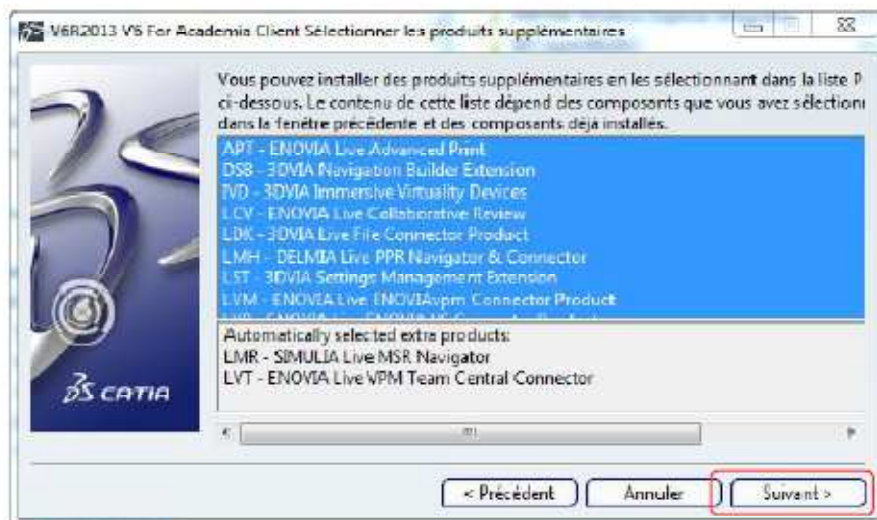 V6R2013 V6 For Academia Client Sélectionner les produits supplémentaires
Vous pouvez installer des produits supplémentaires en les sélectionnant dans la liste P
ci-dessous. Le contenu de cette liste dépend des composants que vous avez sélectionn
dans la fenêtre précédente et des composants déjà installés.
APT - ENOVIA Live Advanced Print
DSB - 3DVIA Navigation Builder Extension
IVD - 3DVIA Immersive Virtuality Devices
LCV - ENOVIA Live Collaborative Review
LDK - 3DVIA Live File Connector Product
LMH - DELMIA Live PPR Navigator & Connector
LST - 3DVIA Settings Management Extension
LVM - ENOVIA Live ENOVIAvpm Connector Product
Automatically selected extra products:
LMR - SIMULIA Live MSR Navigator
LVT - ENOVIA Live VPM Team Central Connector
CATIA
< Précédent
Annuler
Suivant >